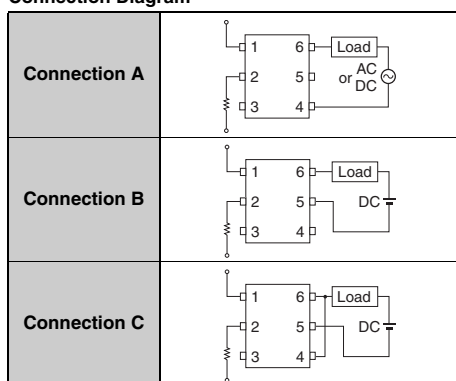 Connection Diagram
Connection A
1 6 Load
2 5 or AC DC
3 4
Connection B
1 6 Load
2 5 DC
3 4
Connection C
1 6 Load
2 5 DC
3 4